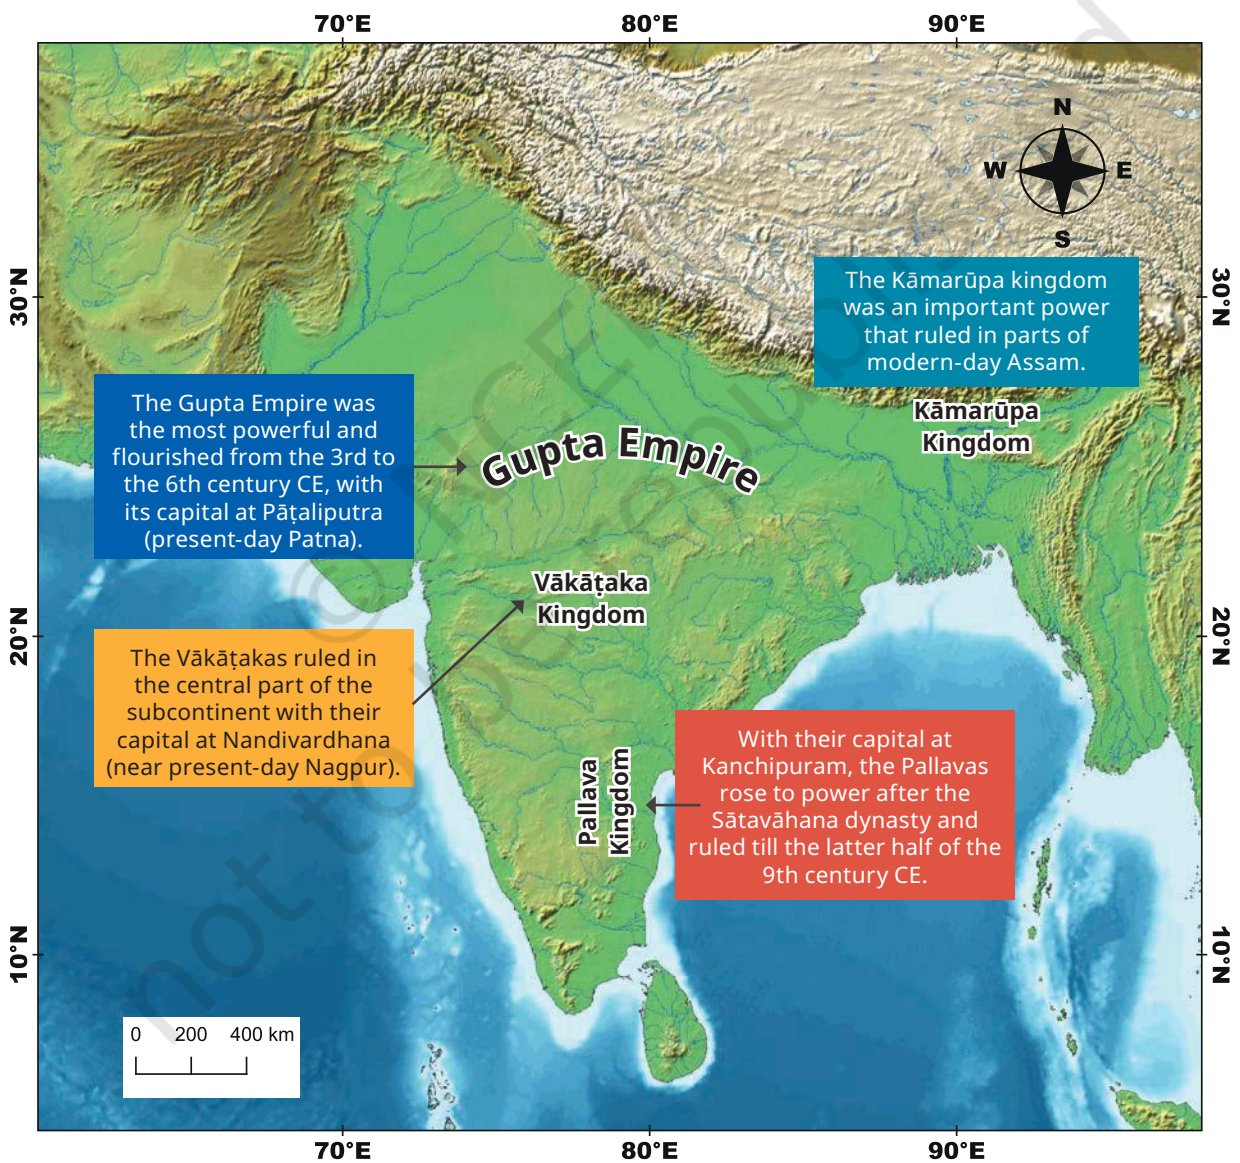 70°E 80°E 90°E
N
W E
S
30°N
30°N
The Kāmarūpa kingdom
was an important power
that ruled in parts of
modern-day Assam.
Kāmarūpa
Kingdom
The Gupta Empire was
the most powerful and
flourished from the 3rd to
the 6th century CE, with
its capital at Pāṭaliputra
(present-day Patna).
Gupta Empire
Vākāṭaka
Kingdom
20°N
20°N
The Vākāṭakas ruled in
the central part of the
subcontinent with their
capital at Nandivardhana
(near present-day Nagpur).
Pallava
Kingdom
With their capital at
Kanchipuram, the Pallavas
rose to power after the
Sātavāhana dynasty and
ruled till the latter half of the
9th century CE.
10°N
10°N
0 200 400 km
70°E 80°E 90°E
not to be republished